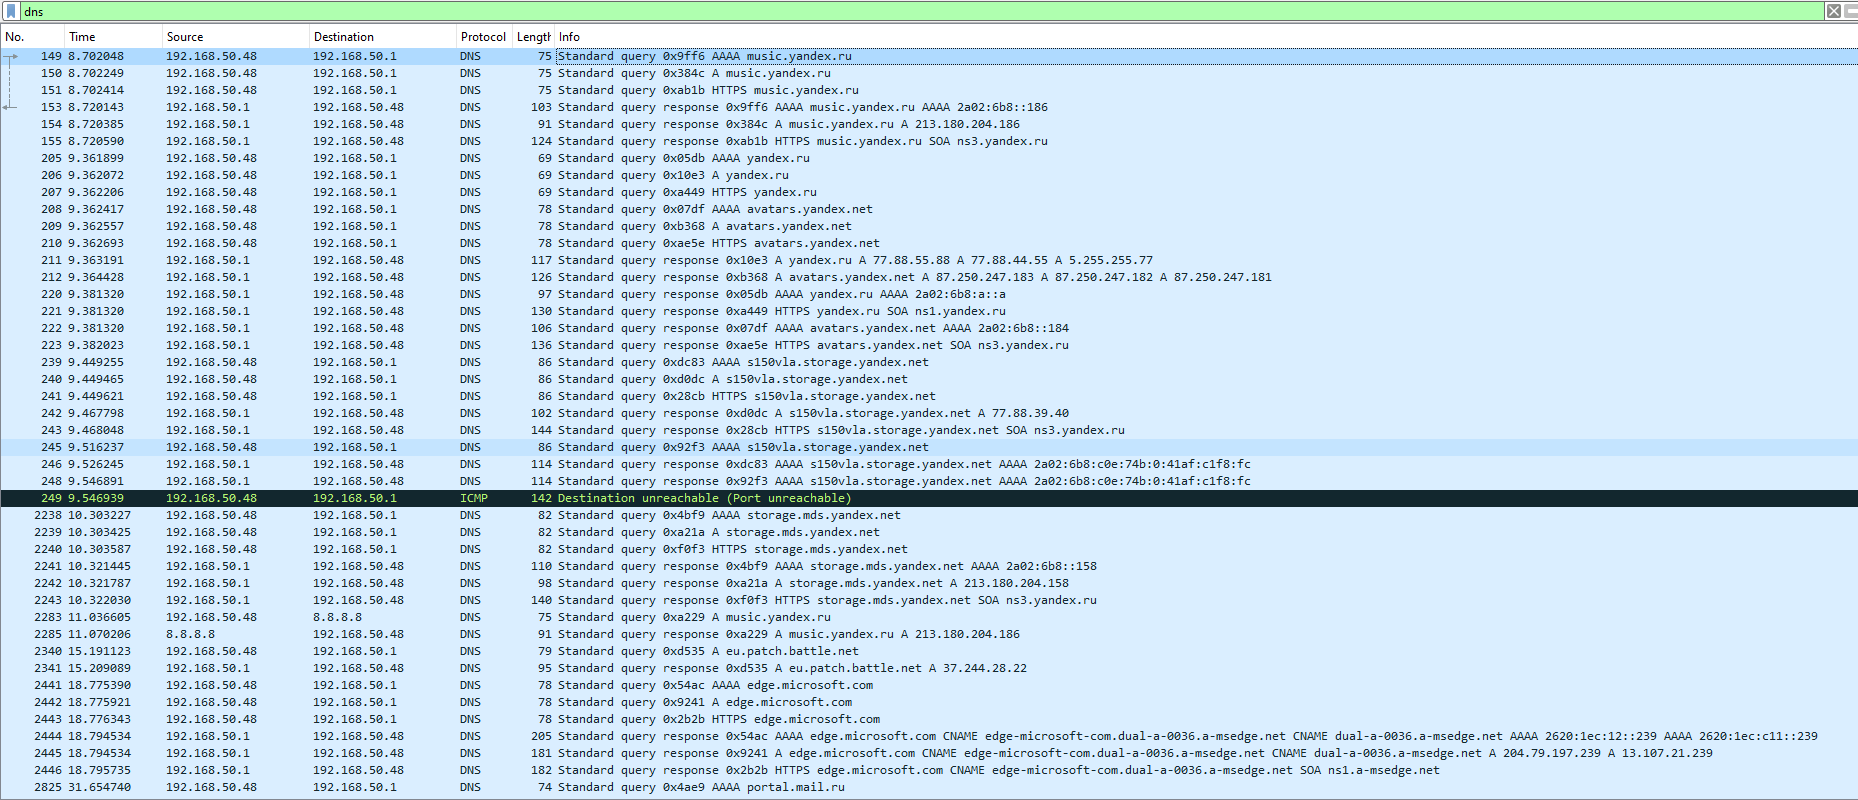 dns
No. Time Source Destination Protocol Length Info
149 8.702048 192.168.50.48 192.168.50.1 DNS 75 Standard query 0x9ff6 AAAA music.yandex.ru
150 8.702249 192.168.50.48 192.168.50.1 DNS 75 Standard query 0x384c A music.yandex.ru
151 8.702414 192.168.50.48 192.168.50.1 DNS 75 Standard query 0xab1b HTTPS music.yandex.ru
153 8.720143 192.168.50.1 192.168.50.48 DNS 103 Standard query response 0x9ff6 AAAA music.yandex.ru AAAA 2a02:6b8::186
154 8.720385 192.168.50.1 192.168.50.48 DNS 91 Standard query response 0x384c A music.yandex.ru A 213.180.204.186
155 8.720590 192.168.50.1 192.168.50.48 DNS 124 Standard query response 0xab1b HTTPS music.yandex.ru SOA ns3.yandex.ru
205 9.361899 192.168.50.48 192.168.50.1 DNS 69 Standard query 0x05db AAAA yandex.ru
206 9.362072 192.168.50.48 192.168.50.1 DNS 69 Standard query 0x10e3 A yandex.ru
207 9.362206 192.168.50.48 192.168.50.1 DNS 69 Standard query 0xa449 HTTPS yandex.ru
208 9.362417 192.168.50.48 192.168.50.1 DNS 78 Standard query 0x07df AAAA avatars.yandex.net
209 9.362557 192.168.50.48 192.168.50.1 DNS 78 Standard query 0xb368 A avatars.yandex.net
210 9.362693 192.168.50.48 192.168.50.1 DNS 78 Standard query 0xae5e HTTPS avatars.yandex.net
211 9.363191 192.168.50.1 192.168.50.48 DNS 117 Standard query response 0x10e3 A yandex.ru A 77.88.55.88 A 77.88.44.55 A 5.255.255.77
212 9.364428 192.168.50.1 192.168.50.48 DNS 126 Standard query response 0xb368 A avatars.yandex.net A 87.250.247.183 A 87.250.247.182 A 87.250.247.181
220 9.381320 192.168.50.1 192.168.50.48 DNS 97 Standard query response 0x05db AAAA yandex.ru AAAA 2a02:6b8:a::a
221 9.381320 192.168.50.1 192.168.50.48 DNS 130 Standard query response 0xa449 HTTPS yandex.ru SOA ns1.yandex.ru
222 9.381320 192.168.50.1 192.168.50.48 DNS 106 Standard query response 0x07df AAAA avatars.yandex.net AAAA 2a02:6b8::184
223 9.382023 192.168.50.1 192.168.50.48 DNS 136 Standard query response 0xae5e HTTPS avatars.yandex.net SOA ns3.yandex.ru
239 9.449255 192.168.50.48 192.168.50.1 DNS 86 Standard query 0xdc83 AAAA s150vla.storage.yandex.net
240 9.449465 192.168.50.48 192.168.50.1 DNS 86 Standard query 0xd0dc A s150vla.storage.yandex.net
241 9.449621 192.168.50.48 192.168.50.1 DNS 86 Standard query 0x28cb HTTPS s150vla.storage.yandex.net
242 9.467798 192.168.50.1 192.168.50.48 DNS 102 Standard query response 0xd0dc A s150vla.storage.yandex.net A 77.88.39.40
243 9.468048 192.168.50.1 192.168.50.48 DNS 144 Standard query response 0x28cb HTTPS s150vla.storage.yandex.net SOA ns3.yandex.ru
245 9.516237 192.168.50.48 192.168.50.1 DNS 86 Standard query 0x92f3 AAAA s150vla.storage.yandex.net
246 9.526245 192.168.50.1 192.168.50.48 DNS 114 Standard query response 0xdc83 AAAA s150vla.storage.yandex.net AAAA 2a02:6b8:c0e:74b:0:41af:c1f8:fc
248 9.546891 192.168.50.1 192.168.50.48 DNS 114 Standard query response 0x92f3 AAAA s150vla.storage.yandex.net AAAA 2a02:6b8:c0e:74b:0:41af:c1f8:fc
249 9.546939 192.168.50.48 192.168.50.1 ICMP 142 Destination unreachable (Port unreachable)
2238 10.303227 192.168.50.48 192.168.50.1 DNS 82 Standard query 0x4bf9 AAAA storage.mds.yandex.net
2239 10.303425 192.168.50.48 192.168.50.1 DNS 82 Standard query 0xa21a A storage.mds.yandex.net
2240 10.303587 192.168.50.48 192.168.50.1 DNS 82 Standard query 0xf0f3 HTTPS storage.mds.yandex.net
2241 10.321445 192.168.50.1 192.168.50.48 DNS 110 Standard query response 0x4bf9 AAAA storage.mds.yandex.net AAAA 2a02:6b8::158
2242 10.321787 192.168.50.1 192.168.50.48 DNS 98 Standard query response 0xa21a A storage.mds.yandex.net A 213.180.204.158
2243 10.322030 192.168.50.1 192.168.50.48 DNS 140 Standard query response 0xf0f3 HTTPS storage.mds.yandex.net SOA ns3.yandex.ru
2283 11.036605 192.168.50.48 8.8.8.8 DNS 75 Standard query 0xa229 A music.yandex.ru
2285 11.070206 8.8.8.8 192.168.50.48 DNS 91 Standard query response 0xa229 A music.yandex.ru A 213.180.204.186
2340 15.191123 192.168.50.48 192.168.50.1 DNS 79 Standard query 0xd535 A eu.patch.battle.net
2341 15.209089 192.168.50.1 192.168.50.48 DNS 95 Standard query response 0xd535 A eu.patch.battle.net A 37.244.28.22
2441 18.775390 192.168.50.48 192.168.50.1 DNS 78 Standard query 0x54ac AAAA edge.microsoft.com
2442 18.775921 192.168.50.48 192.168.50.1 DNS 78 Standard query 0x9241 A edge.microsoft.com
2443 18.776343 192.168.50.48 192.168.50.1 DNS 78 Standard query 0x2b2b HTTPS edge.microsoft.com
2444 18.794534 192.168.50.1 192.168.50.48 DNS 205 Standard query response 0x54ac AAAA edge.microsoft.com CNAME edge-microsoft-com.dual-a-0036.a-msedge.net CNAME dual-a-0036.a-msedge.net AAAA 2620:1ec:12::239 AAAA 2620:1ec:c11::239
2445 18.794534 192.168.50.1 192.168.50.48 DNS 181 Standard query response 0x9241 A edge.microsoft.com CNAME edge-microsoft-com.dual-a-0036.a-msedge.net CNAME dual-a-0036.a-msedge.net A 204.79.197.239 A 13.107.21.239
2446 18.795735 192.168.50.1 192.168.50.48 DNS 182 Standard query response 0x2b2b HTTPS edge.microsoft.com CNAME edge-microsoft-com.dual-a-0036.a-msedge.net SOA ns1.a-msedge.net
2825 31.654740 192.168.50.48 192.168.50.1 DNS 74 Standard query 0x4ae9 AAAA portal.mail.ru